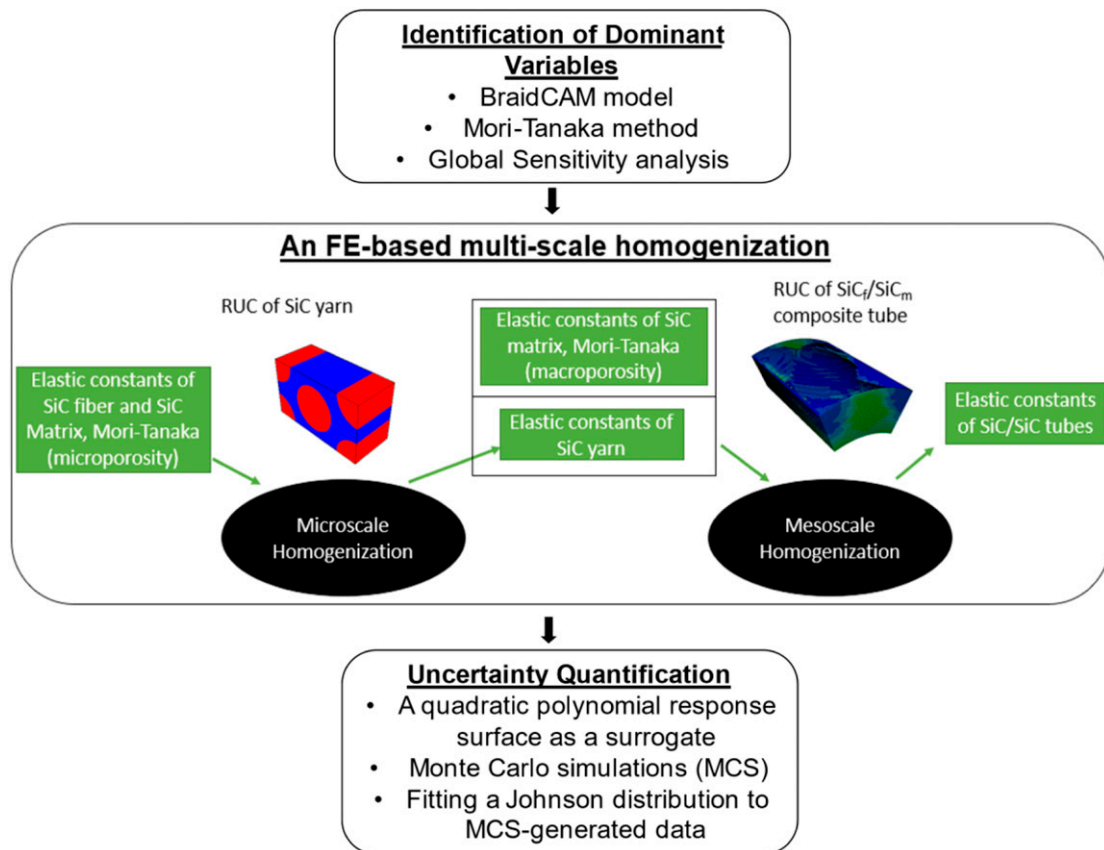 Identification of Dominant
Variables
• BraidCAM model
• Mori-Tanaka method
• Global Sensitivity analysis
An FE-based multi-scale homogenization
RUC of SiC yarn
RUC of SiCf/SiCm
composite tube
Elastic constants of
SiC fiber and SiC
Matrix, Mori-Tanaka
(microporosity)
Elastic constants of SiC
matrix, Mori-Tanaka
(macroporosity)
Elastic constants of
SiC yarn
Elastic constants
of SiC/SiC tubes
Microscale
Homogenization
Mesoscale
Homogenization
Uncertainty Quantification
• A quadratic polynomial response
surface as a surrogate
• Monte Carlo simulations (MCS)
• Fitting a Johnson distribution to
MCS-generated data